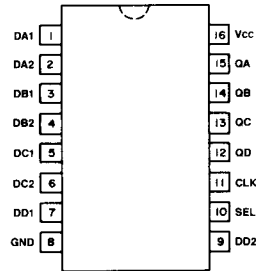 DA1 1 16 Vcc
DA2 2 15 QA
DB1 3 14 QB
DB2 4 13 QC
DC1 5 12 QD
DC2 6 11 CLK
DD1 7 10 SEL
GND 8 9 DD2